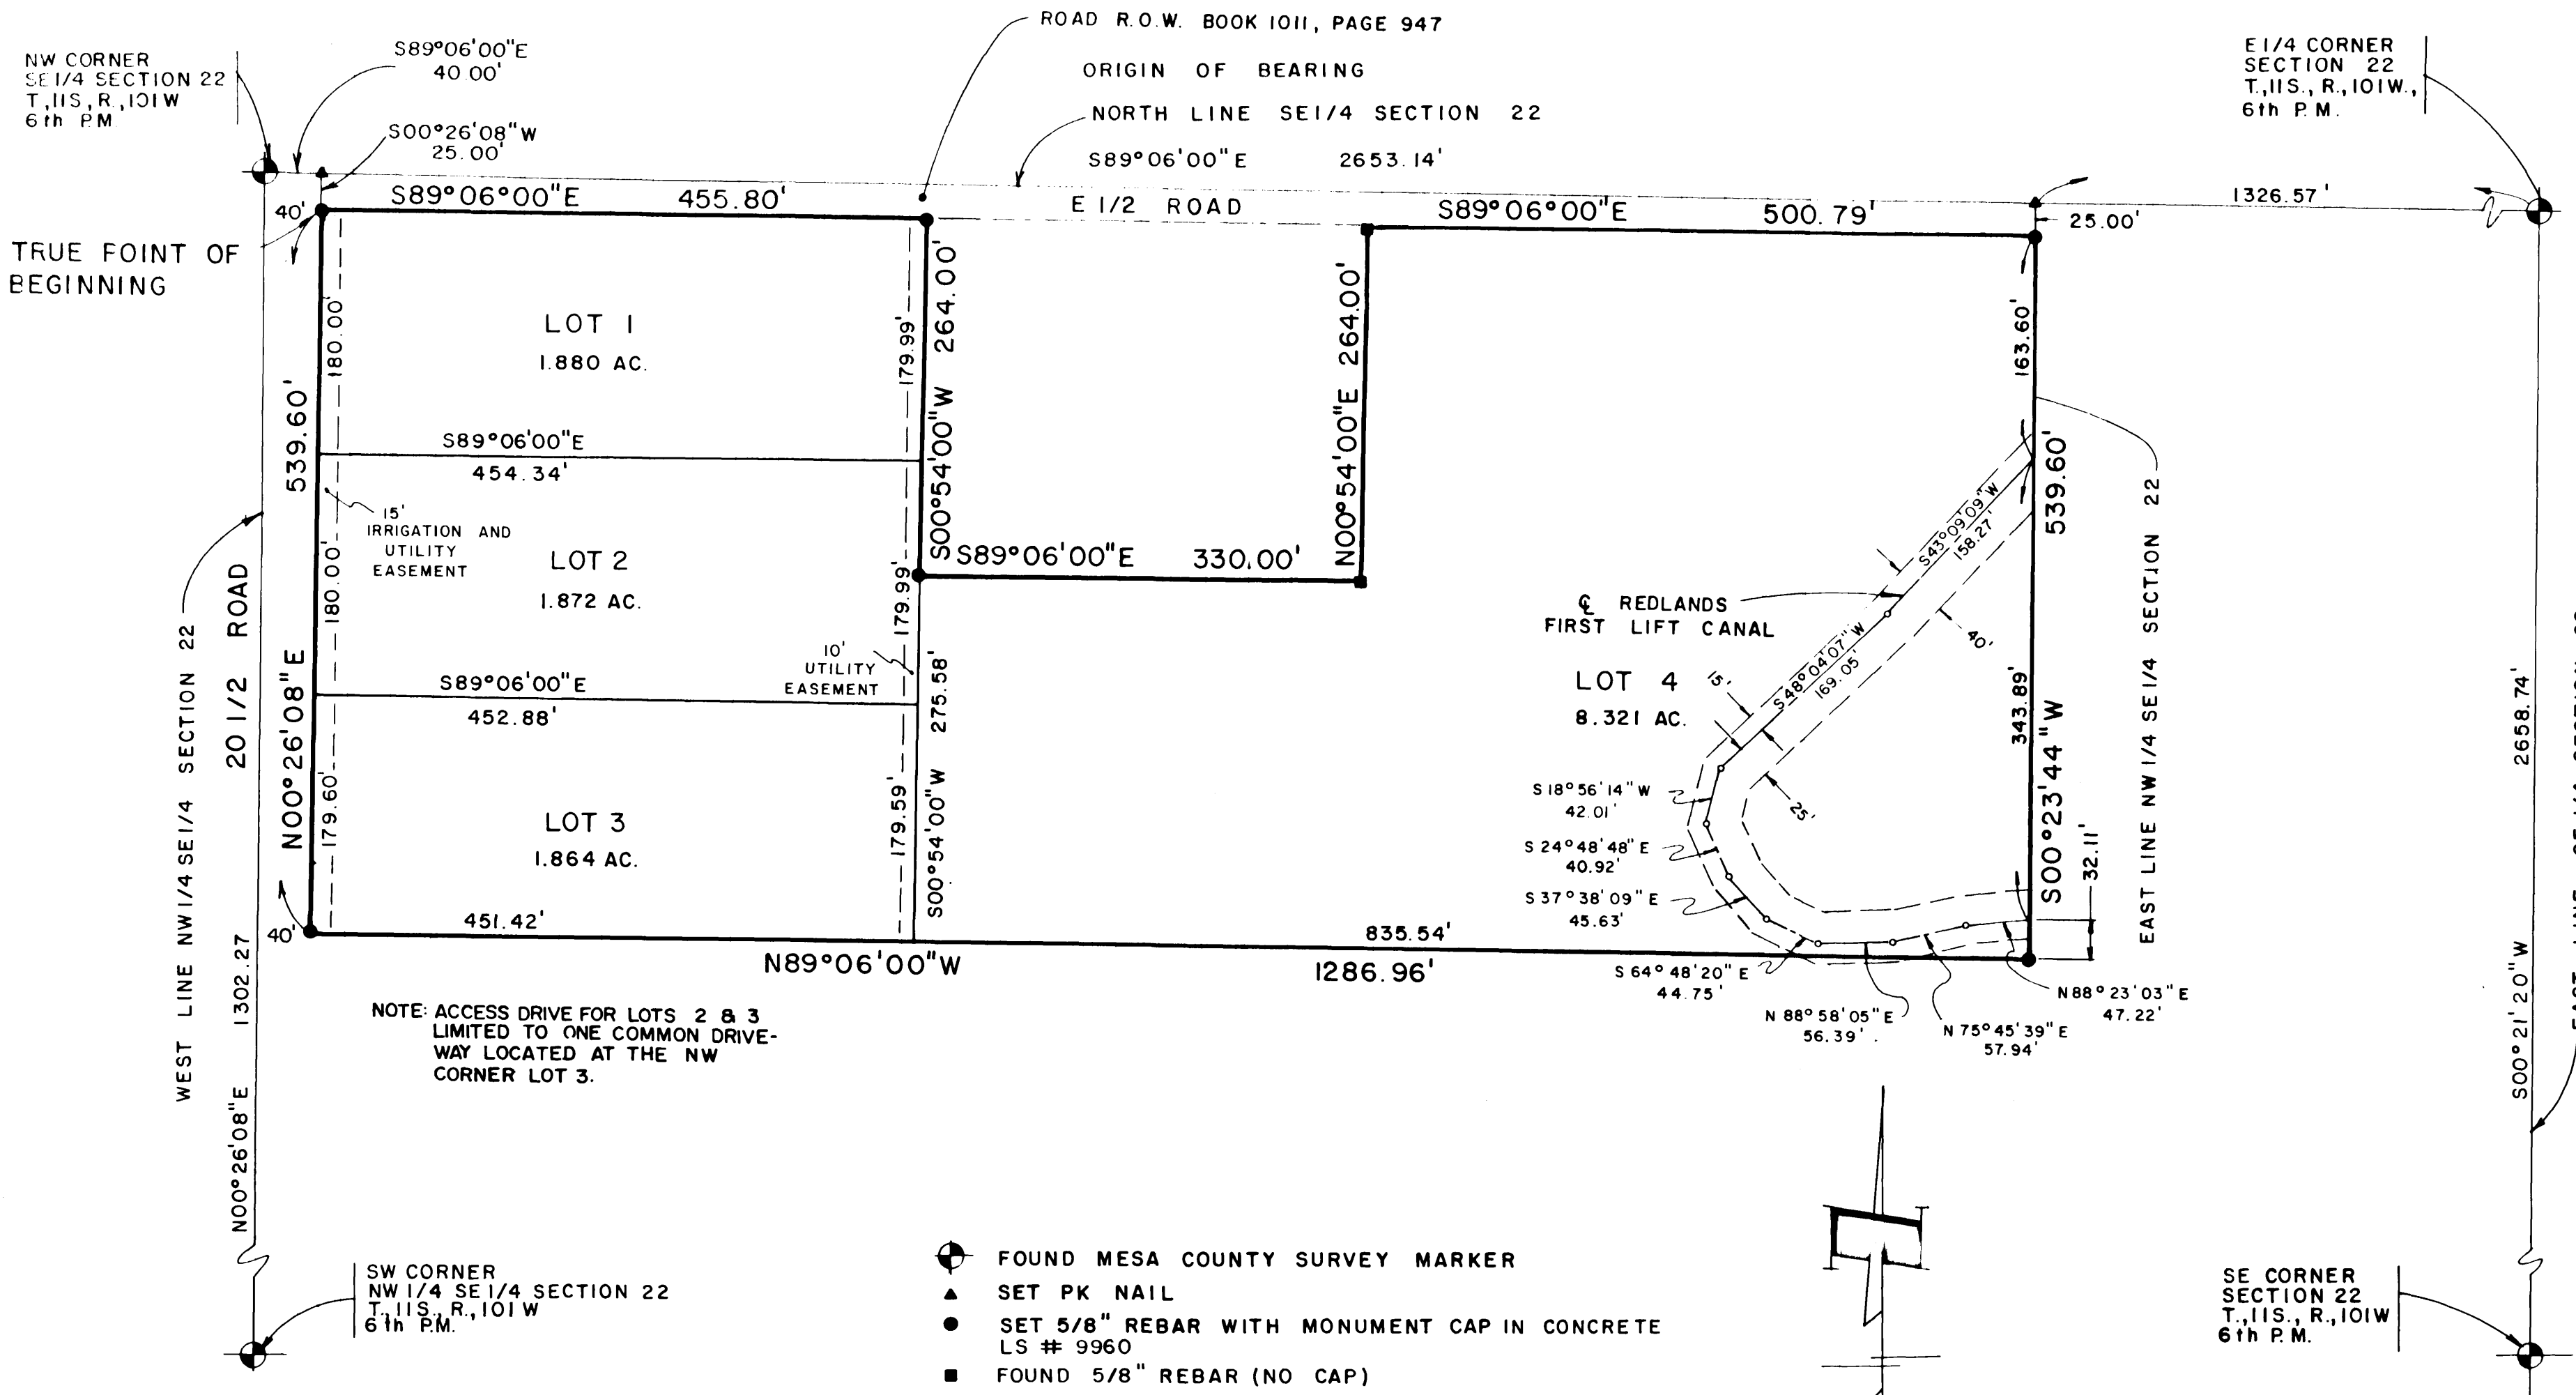 ROAD R.O.W. BOOK 1011, PAGE 947
ORIGIN OF BEARING
NORTH LINE SE1/4 SECTION 22
S89°06'00"E 2653.14'
NW CORNER
SE1/4 SECTION 22
T.,11S., R.,101W
6th P.M.
S89°06'00"E
40.00'
S00°26'08"W
25.00'
E1/4 CORNER
SECTION 22
T.,11S., R.,101W.,
6th P.M.
1326.57'
25.00'
40'
TRUE POINT OF
BEGINNING
S89°06'00"E 455.80'
E 1/2 ROAD
S89°06'00"E 500.79'
LOT 1
1.880 AC.
180.00'
179.99'
S00°54'00"W 264.00'
N00°54'00"E 264.00'
163.60'
539.60'
S89°06'00"E
454.34'
15'
IRRIGATION AND
UTILITY
EASEMENT
LOT 2
1.872 AC.
180.00'
179.99'
S89°06'00"E 330.00'
10'
UTILITY
EASEMENT
275.58'
S00°54'00"W
S89°06'00"E
452.88'
LOT 3
1.864 AC.
179.60'
179.59'
N00°26'08"E
451.42'
40'
N89°06'00"W
1286.96'
835.54'
℄ REDLANDS
FIRST LIFT CANAL
LOT 4
8.321 AC.
S43°09'09"W
158.27'
S48°04'07"W
169.05'
15'
40'
25'
S18°56'14"W
42.01'
S24°48'48"E
40.92'
S37°38'09"E
45.63'
S64°48'20"E
44.75'
N88°58'05"E
56.39'
N75°45'39"E
57.94'
N88°23'03"E
47.22'
539.60'
343.89'
S00°23'44"W
32.11'
EAST LINE NW1/4 SE1/4 SECTION 22
2658.74'
S00°21'20"W
WEST LINE NW1/4 SE1/4 SECTION 22
20 1/2 ROAD
1302.27
N00°26'08"E
NOTE: ACCESS DRIVE FOR LOTS 2 & 3
LIMITED TO ONE COMMON DRIVE-
WAY LOCATED AT THE NW
CORNER LOT 3.
SW CORNER
NW1/4 SE1/4 SECTION 22
T.,11S., R.,101W
6th P.M.
FOUND MESA COUNTY SURVEY MARKER
SET PK NAIL
SET 5/8" REBAR WITH MONUMENT CAP IN CONCRETE
LS # 9960
FOUND 5/8" REBAR (NO CAP)
SE CORNER
SECTION 22
T.,11S., R.,101W
6th P.M.